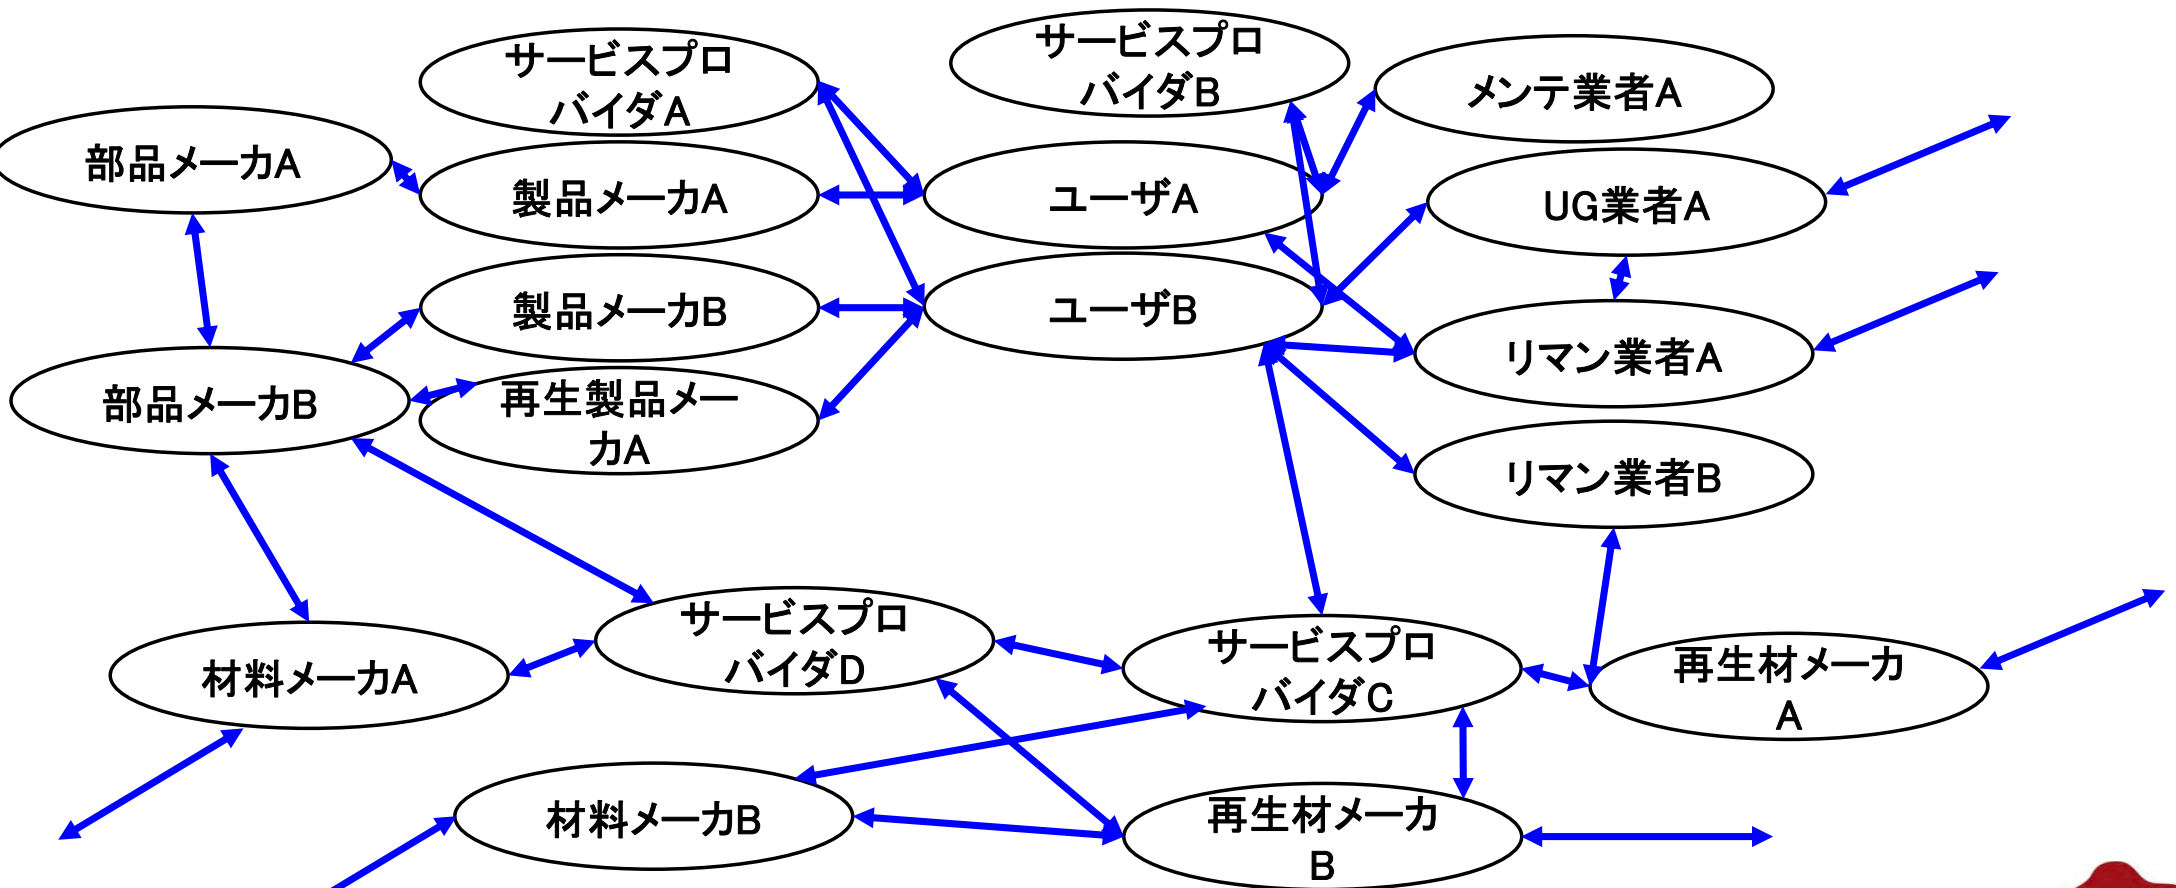 サービスプロ
バイダA
サービスプロ
バイダB
メンテ業者A
部品メーカA
製品メーカA
ユーザA
UG業者A
製品メーカB
ユーザB
リマン業者A
部品メーカB
再生製品メー
カA
リマン業者B
サービスプロ
バイダD
サービスプロ
バイダC
材料メーカA
再生材メーカ
A
材料メーカB
再生材メーカ
B